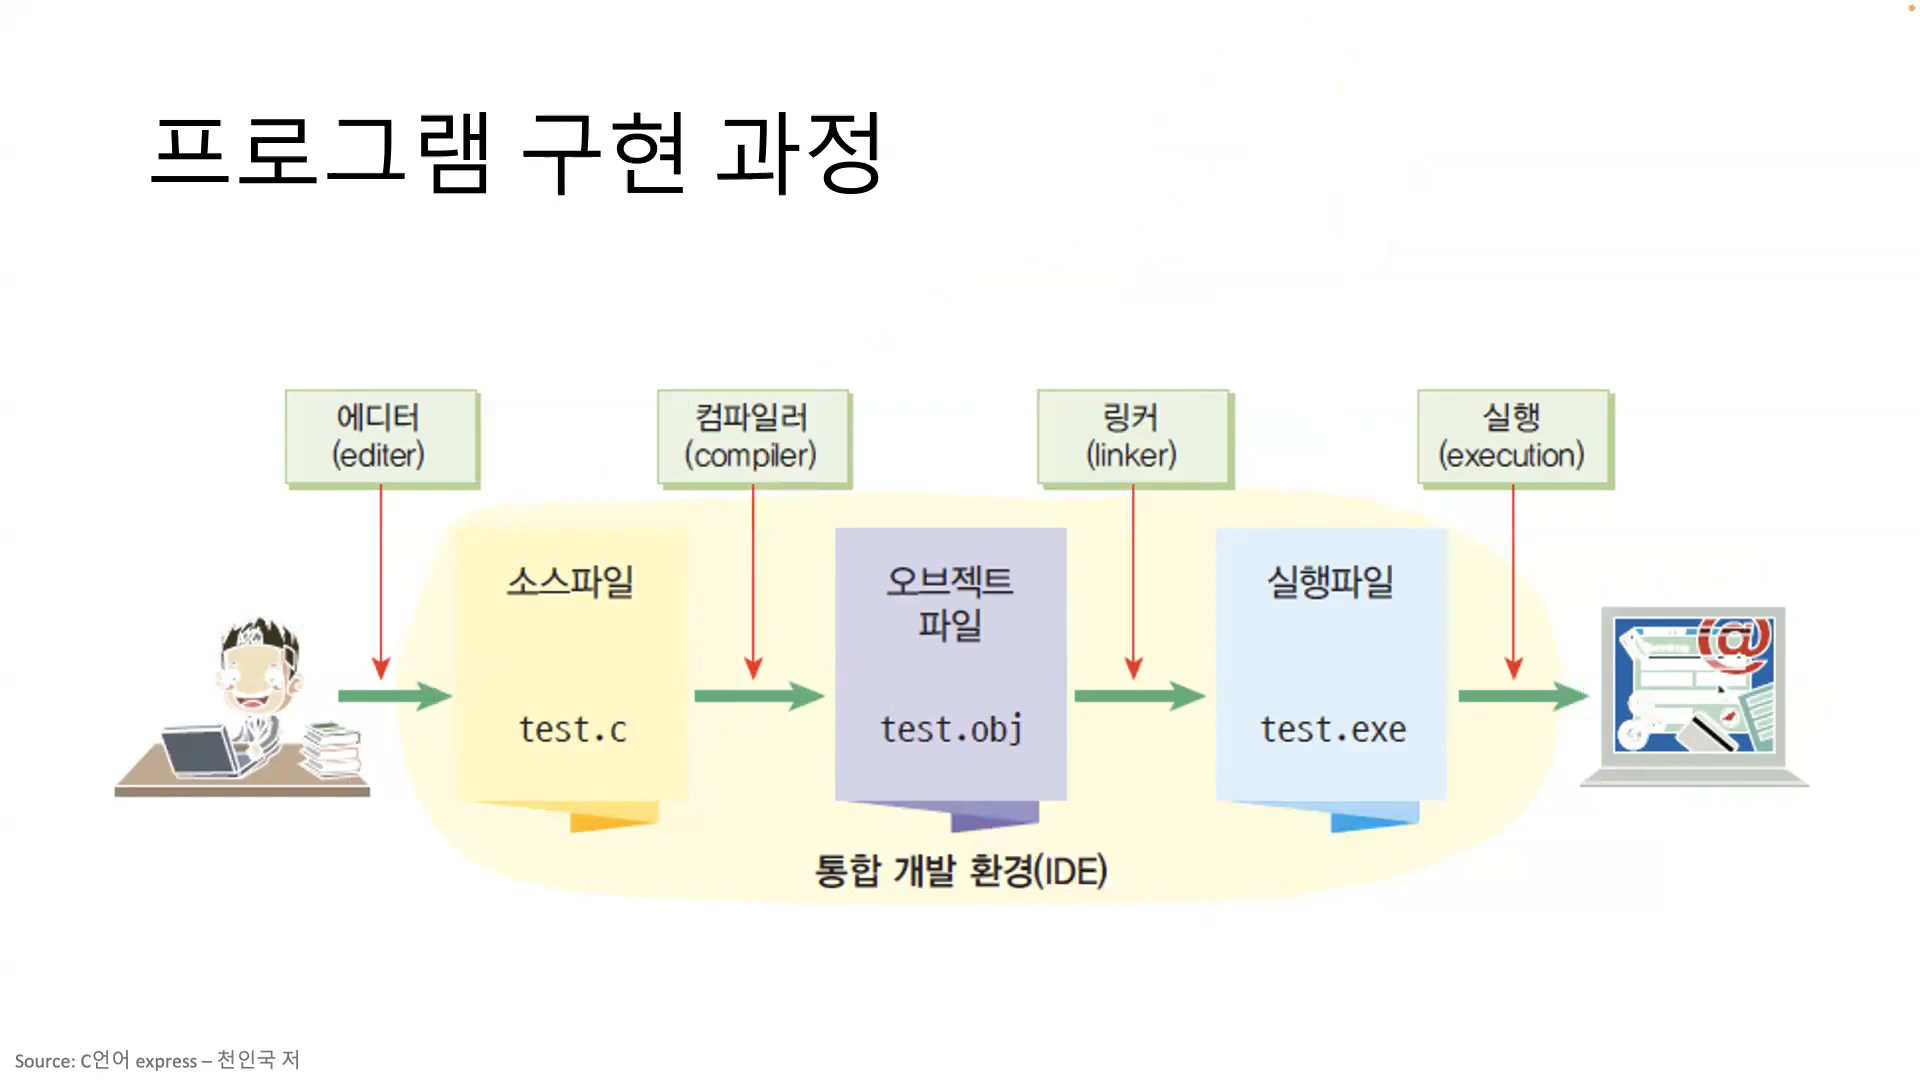 프로그램 구현 과정
에디터
(editer)
컴파일러
(compiler)
링커
(linker)
실행
(execution)
소스파일
test.c
오브젝트
파일
test.obj
실행파일
test.exe
@
통합 개발 환경(IDE)
Source: C언어 express – 천인국 저